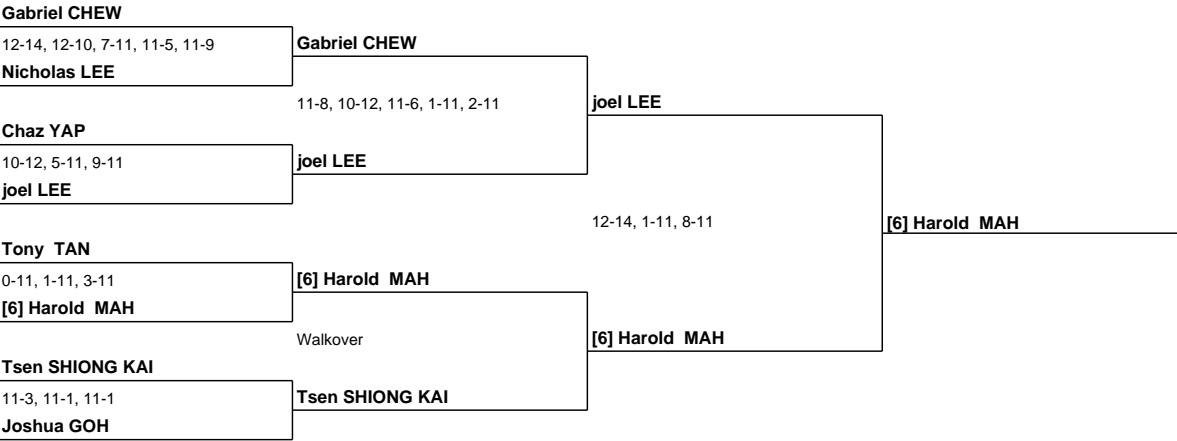 Gabriel CHEW
12-14, 12-10, 7-11, 11-5, 11-9
Nicholas LEE
Chaz YAP
10-12, 5-11, 9-11
joel LEE
Tony  TAN
0-11, 1-11, 3-11
[6] Harold  MAH
Tsen SHIONG KAI
11-3, 11-1, 11-1
Joshua GOH
Gabriel CHEW
11-8, 10-12, 11-6, 1-11, 2-11
joel LEE
[6] Harold  MAH
Walkover
Tsen SHIONG KAI
joel LEE
12-14, 1-11, 8-11
[6] Harold  MAH
[6] Harold  MAH